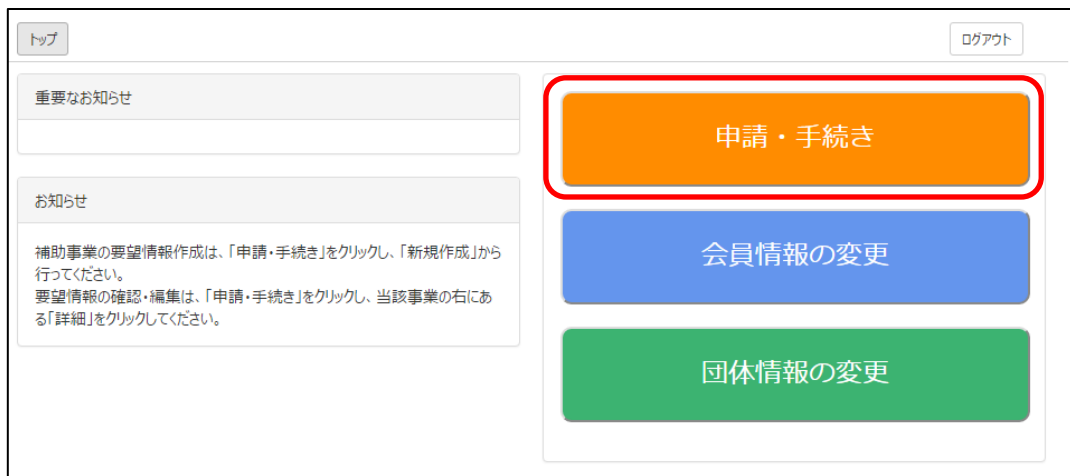 トップ
ログアウト
重要なお知らせ
お知らせ
補助事業の要望情報作成は、「申請・手続き」をクリックし、「新規作成」から
行ってください。
要望情報の確認・編集は、「申請・手続き」をクリックし、当該事業の右にあ
る「詳細」をクリックしてください。
申請・手続き
会員情報の変更
団体情報の変更